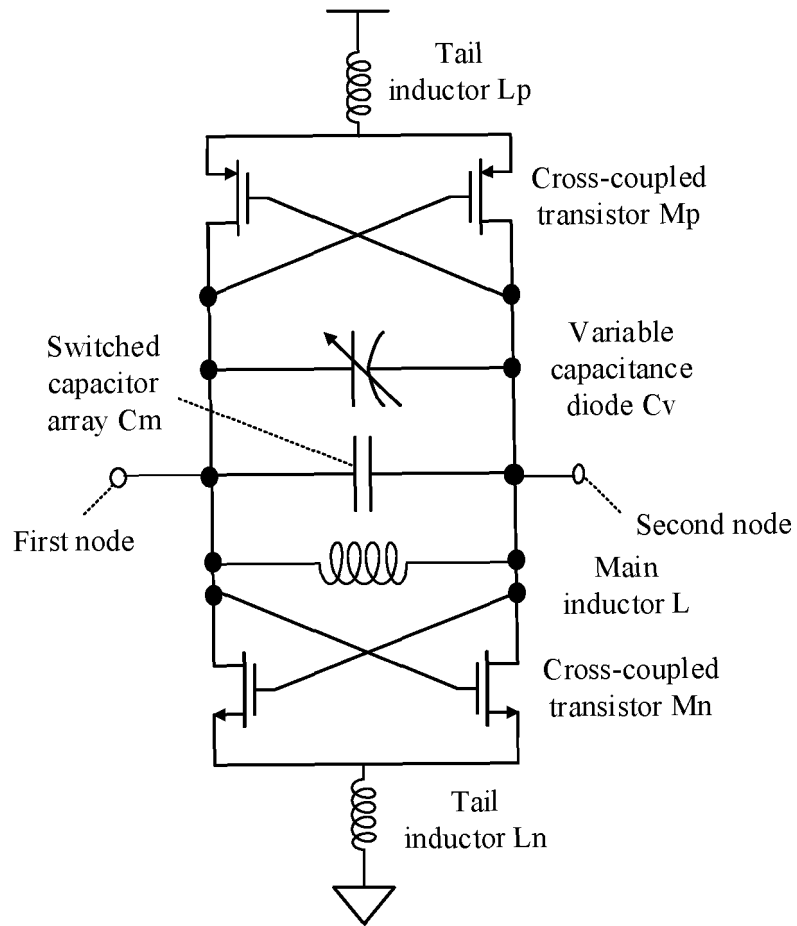 Tail
inductor Lp
Cross-coupled
transistor Mp
Switched
capacitor
array Cm
Variable
capacitance
diode Cv
First node
Second node
Main
inductor L
Cross-coupled
transistor Mn
Tail
inductor Ln